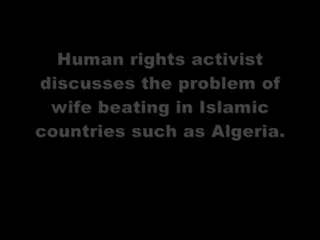 Human rights activist
discusses the problem of
wife beating in Islamic
countries such as Algeria.